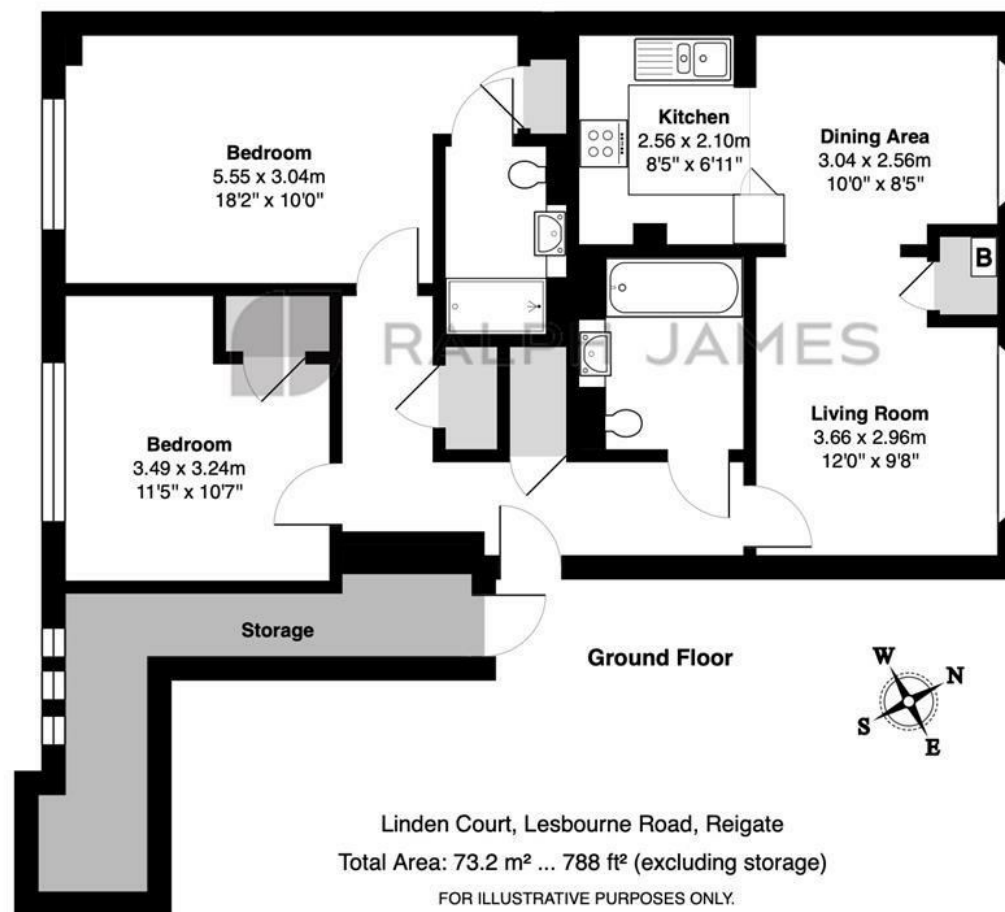 Bedroom
5.55 x 3.04m
18'2" x 10'0"
Kitchen
2.56 x 2.10m
8'5" x 6'11"
Dining Area
3.04 x 2.56m
10'0" x 8'5"
B
RALPH JAMES
Bedroom
3.49 x 3.24m
11'5" x 10'7"
Living Room
3.66 x 2.96m
12'0" x 9'8"
Storage
Ground Floor
W
N
S
E
Linden Court, Lesbourne Road, Reigate
Total Area: 73.2 m² ... 788 ft² (excluding storage)
FOR ILLUSTRATIVE PURPOSES ONLY.